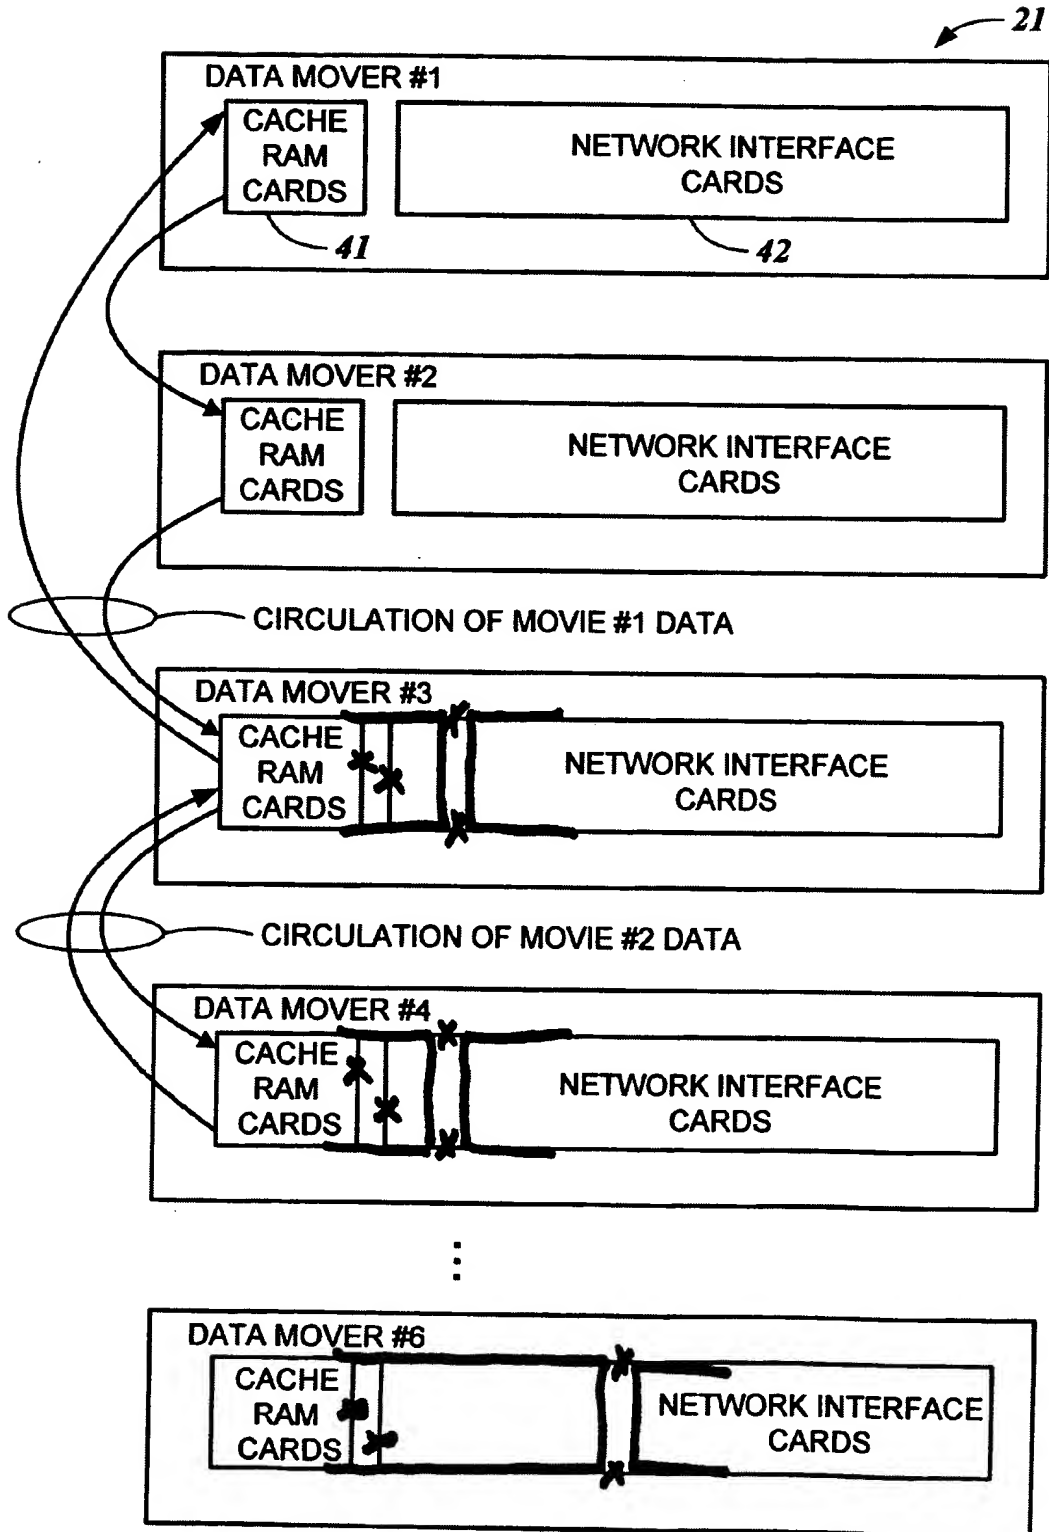 21
DATA MOVER #1
CACHE
RAM
CARDS
NETWORK INTERFACE
CARDS
41
42
DATA MOVER #2
CACHE
RAM
CARDS
NETWORK INTERFACE
CARDS
CIRCULATION OF MOVIE #1 DATA
DATA MOVER #3
CACHE
RAM
CARDS
NETWORK INTERFACE
CARDS
CIRCULATION OF MOVIE #2 DATA
DATA MOVER #4
CACHE
RAM
CARDS
NETWORK INTERFACE
CARDS
DATA MOVER #6
CACHE
RAM
CARDS
NETWORK INTERFACE
CARDS